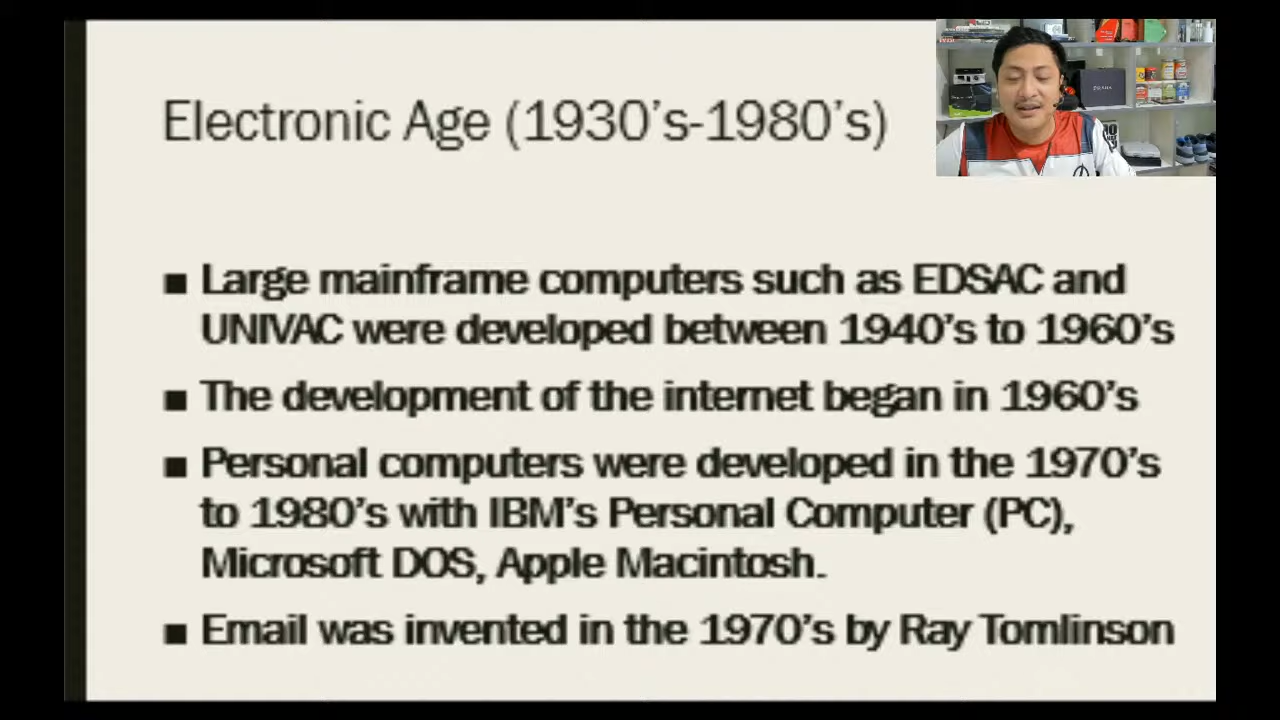 Electronic Age (1930's-1980's)
■ Large mainframe computers such as EDSAC and
UNIVAC were developed between 1940's to 1960's
■ The development of the internet began in 1960's
■ Personal computers were developed in the 1970's
to 1980's with IBM's Personal Computer (PC),
Microsoft DOS, Apple Macintosh.
■ Email was invented in the 1970's by Ray Tomlinson